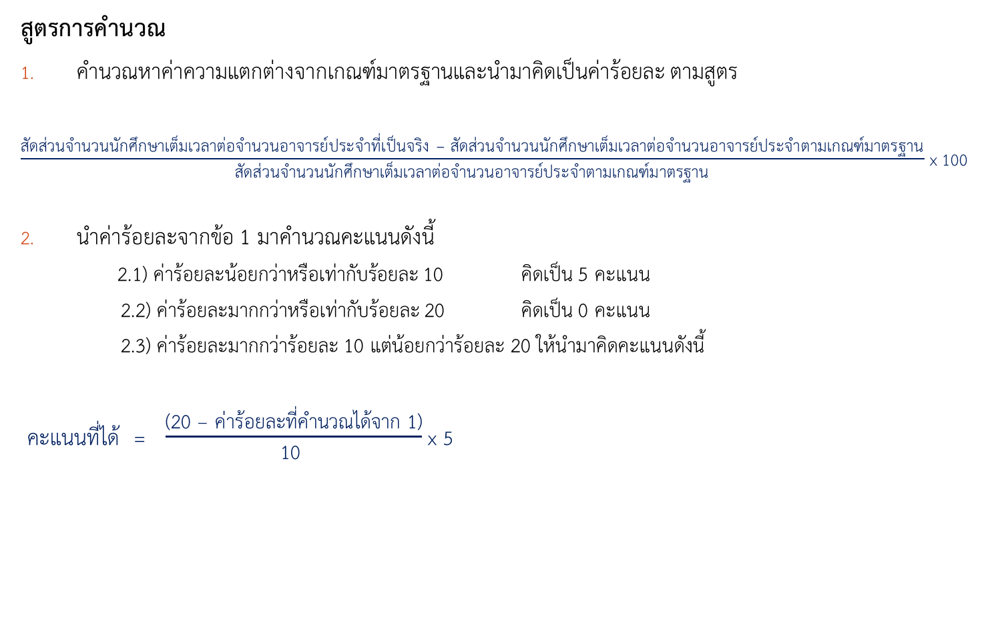 สูตรการคำนวณ
1. คำนวณหาค่าความแตกต่างจากเกณฑ์มาตรฐานและนำมาคิดเป็นค่าร้อยละ ตามสูตร
สัดส่วนจำนวนนักศึกษาเต็มเวลาต่อจำนวนอาจารย์ประจำที่เป็นจริง – สัดส่วนจำนวนนักศึกษาเต็มเวลาต่อจำนวนอาจารย์ประจำตามเกณฑ์มาตรฐาน
x 100
สัดส่วนจำนวนนักศึกษาเต็มเวลาต่อจำนวนอาจารย์ประจำตามเกณฑ์มาตรฐาน
2. นำค่าร้อยละจากข้อ 1 มาคำนวณคะแนนดังนี้
2.1) ค่าร้อยละน้อยกว่าหรือเท่ากับร้อยละ 10 คิดเป็น 5 คะแนน
2.2) ค่าร้อยละมากกว่าหรือเท่ากับร้อยละ 20 คิดเป็น 0 คะแนน
2.3) ค่าร้อยละมากกว่าร้อยละ 10 แต่น้อยกว่าร้อยละ 20 ให้นำมาคิดคะแนนดังนี้
(20 – ค่าร้อยละที่คำนวณได้จาก 1)
คะแนนที่ได้ = x 5
10